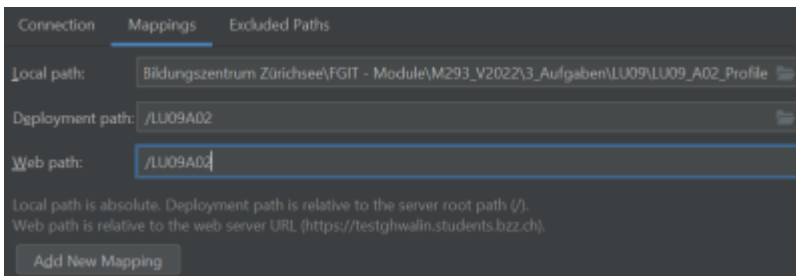 Connection Mappings Excluded Paths
Local path: Bildungszentrum Zürichsee\FGIT - Module\M293_V2022\3_Aufgaben\LU09\LU09_A02_Profile
Deployment path: /LU09A02
Web path: /LU09A02
Local path is absolute. Deployment path is relative to the server root path (/).
Web path is relative to the web server URL (https://testghwalin.students.bzz.ch).
Add New Mapping